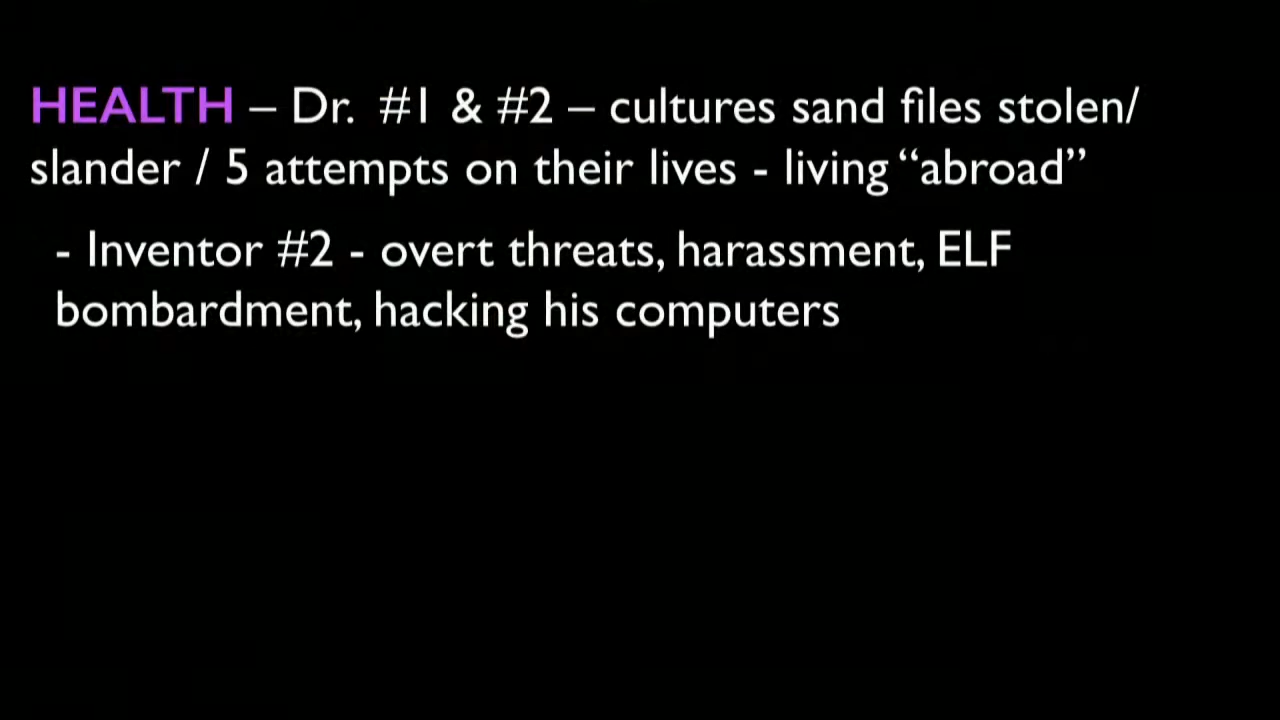 HEALTH – Dr. #1 & #2 – cultures sand files stolen/
slander / 5 attempts on their lives - living “abroad”
- Inventor #2 - overt threats, harassment, ELF
bombardment, hacking his computers